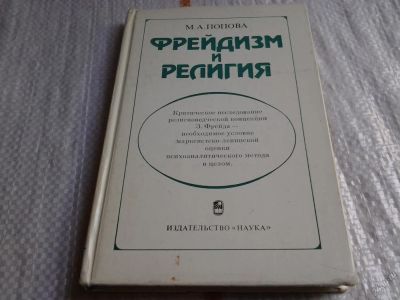 М.А.ПОПОВА
ФРЕЙДИЗМ
И
РЕЛИГИЯ
Критическое исследование
религиоведческой концепции
З. Фрейда —
необходимое условие
марксистско-ленинской
оценки
психоаналитического метода
в целом.
ИЗДАТЕЛЬСТВО «НАУКА»